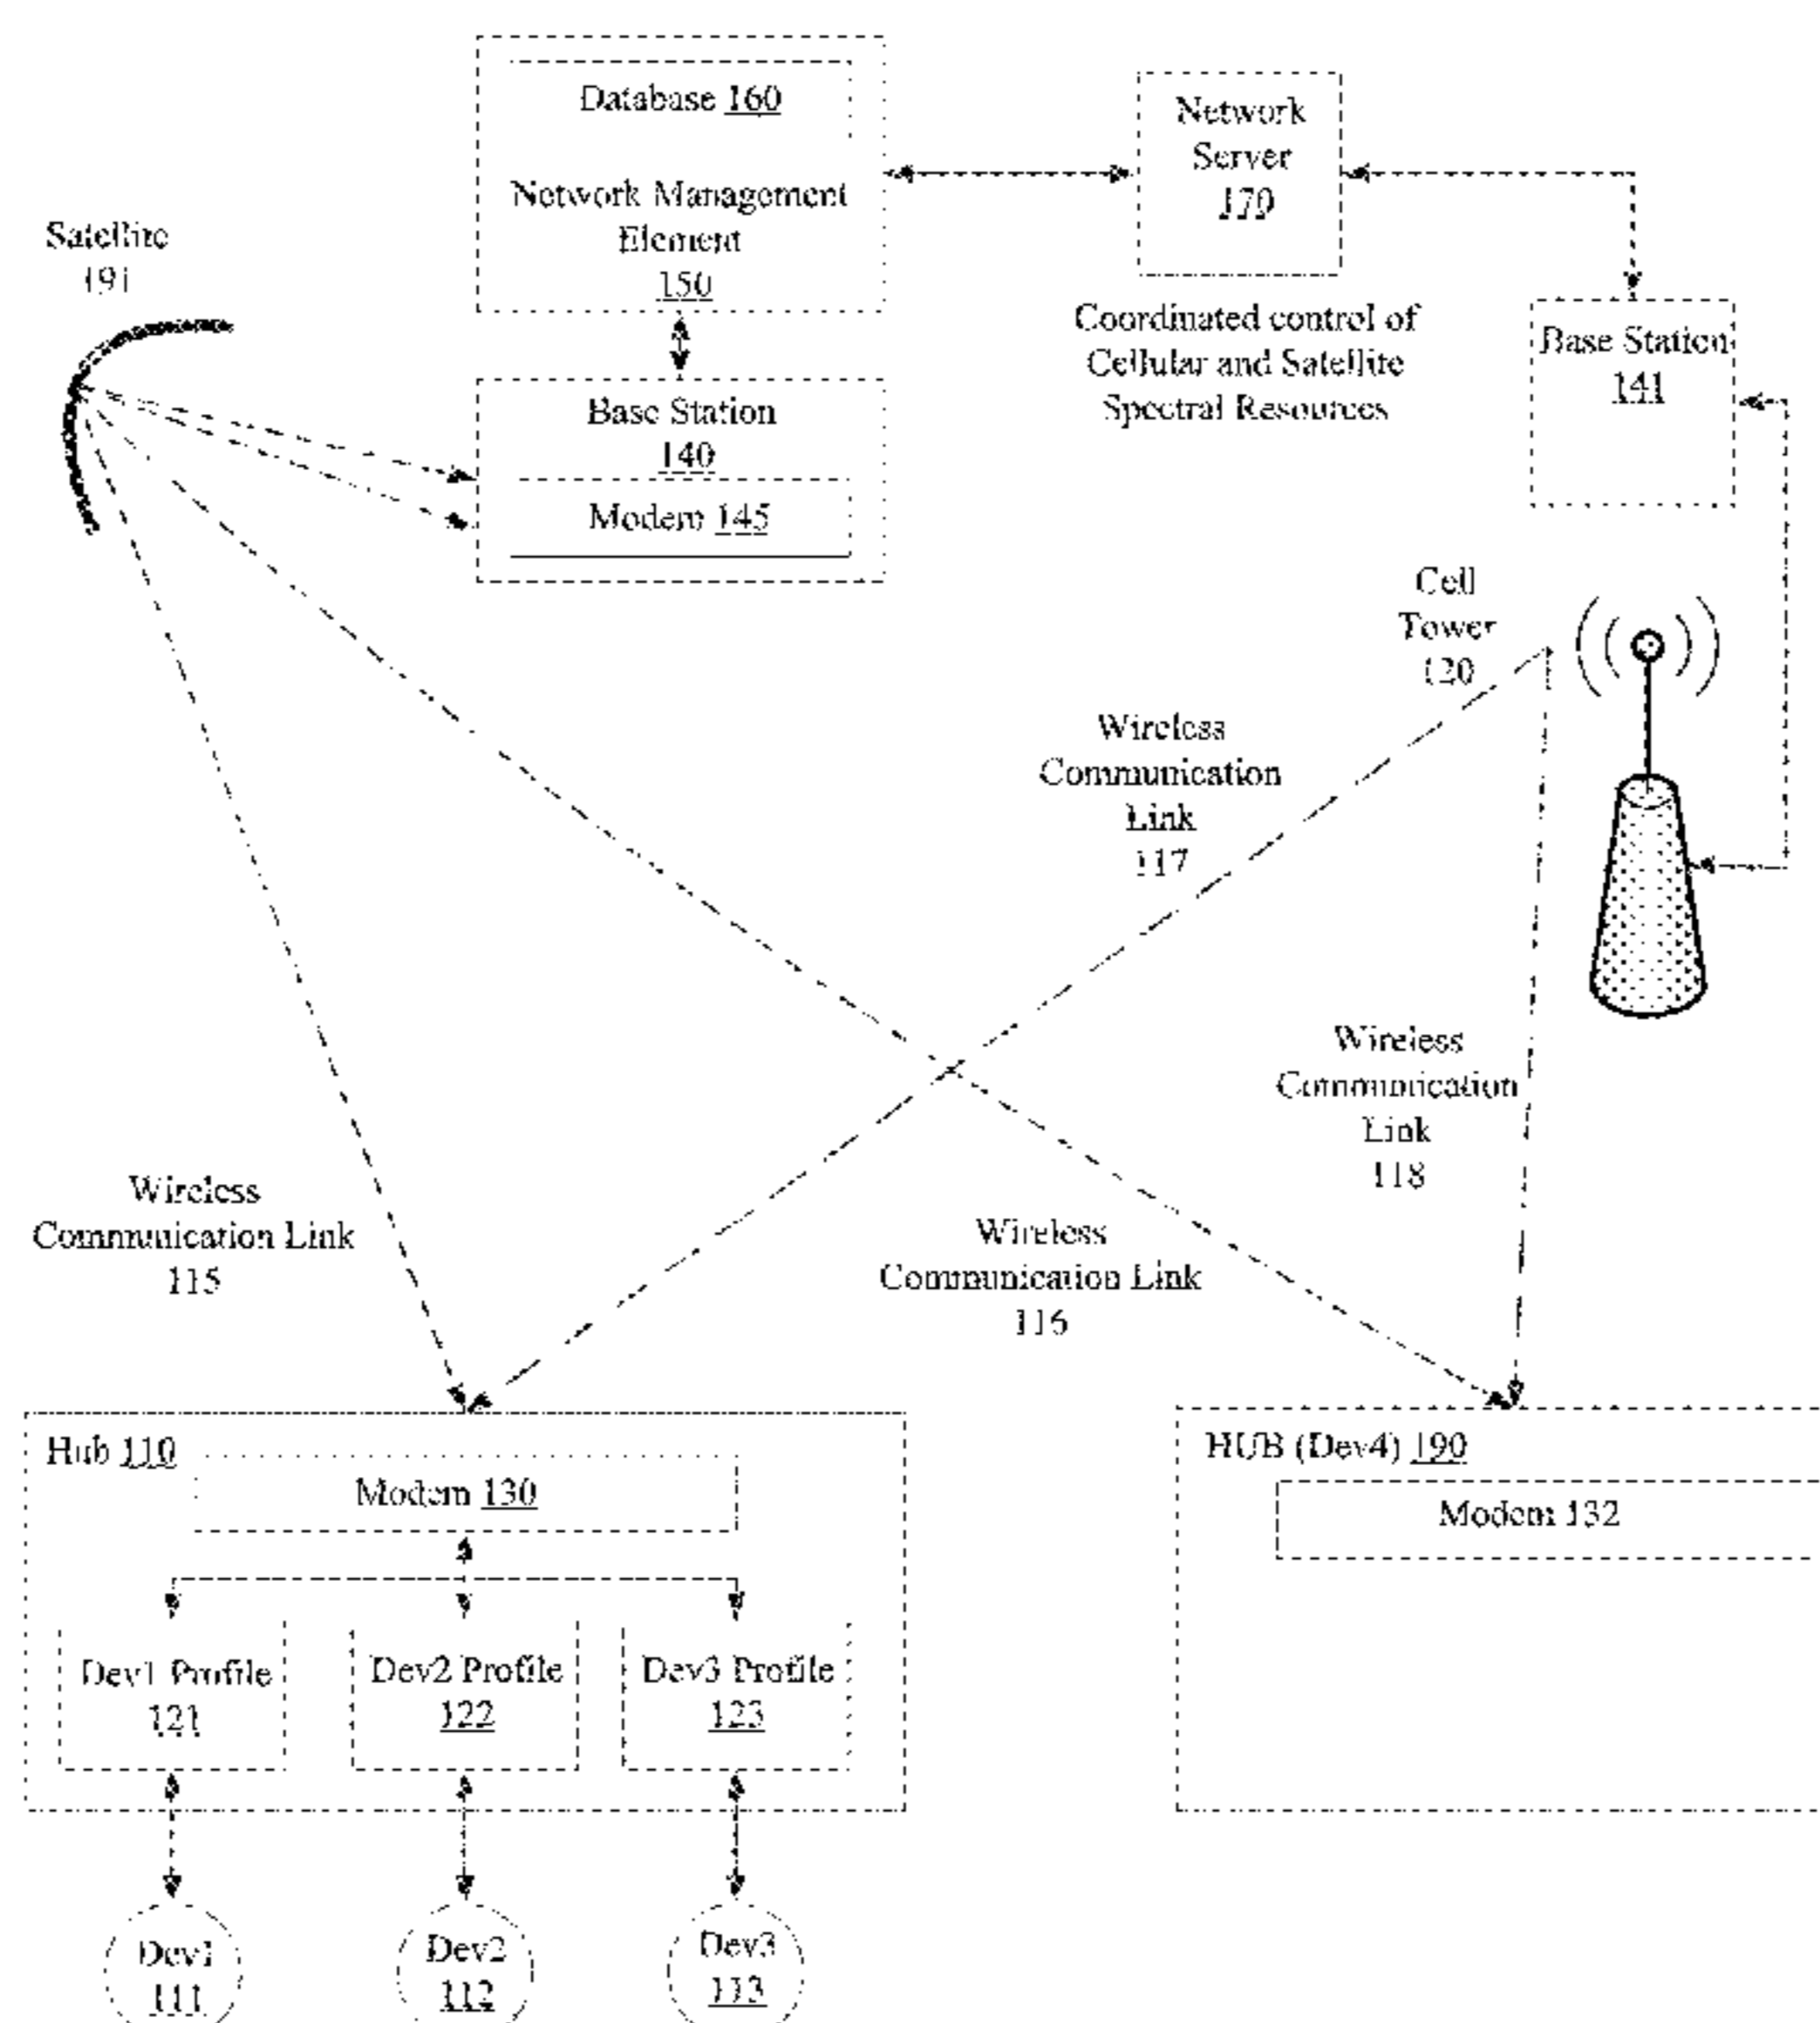 Database 160
Network Management
Element
150
Network
Server
170
Satellite
191
Coordinated control of
Cellular and Satellite
Spectral Resources
Base Station
141
Base Station
140
Modem 145
Cell
Tower
120
Wireless
Communication
Link
117
Wireless
Communication
Link
118
Wireless
Communication Link
115
Wireless
Communication Link
116
Hub 110
Modem 130
HUB (Dev4) 190
Modem 132
Dev1 Profile
121
Dev2 Profile
122
Dev3 Profile
123
Dev1
111
Dev2
112
Dev3
113